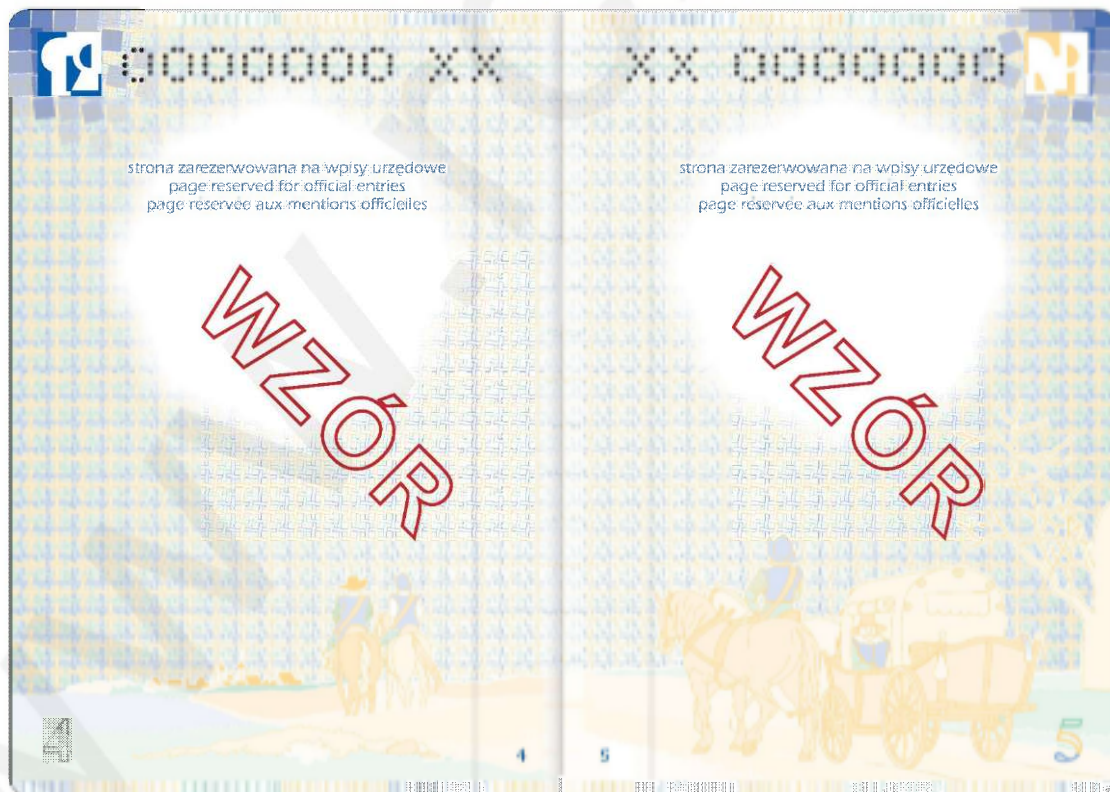 0000000 XX
strona zarezerwowana na wpisy urzędowe
page reserved for official entries
page réservée aux mentions officielles
WZÓR
4
XX 0000000
strona zarezerwowana na wpisy urzędowe
page reserved for official entries
page réservée aux mentions officielles
WZÓR
5
5